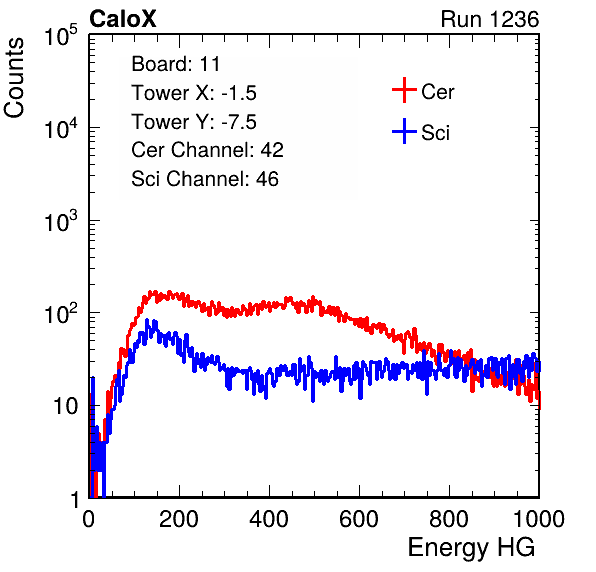 CaloX Run 1236
Counts
10^5
10^4
10^3
10^2
10
1
Board: 11
Tower X: -1.5
Tower Y: -7.5
Cer Channel: 42
Sci Channel: 46
Cer
Sci
0 200 400 600 800 1000
Energy HG